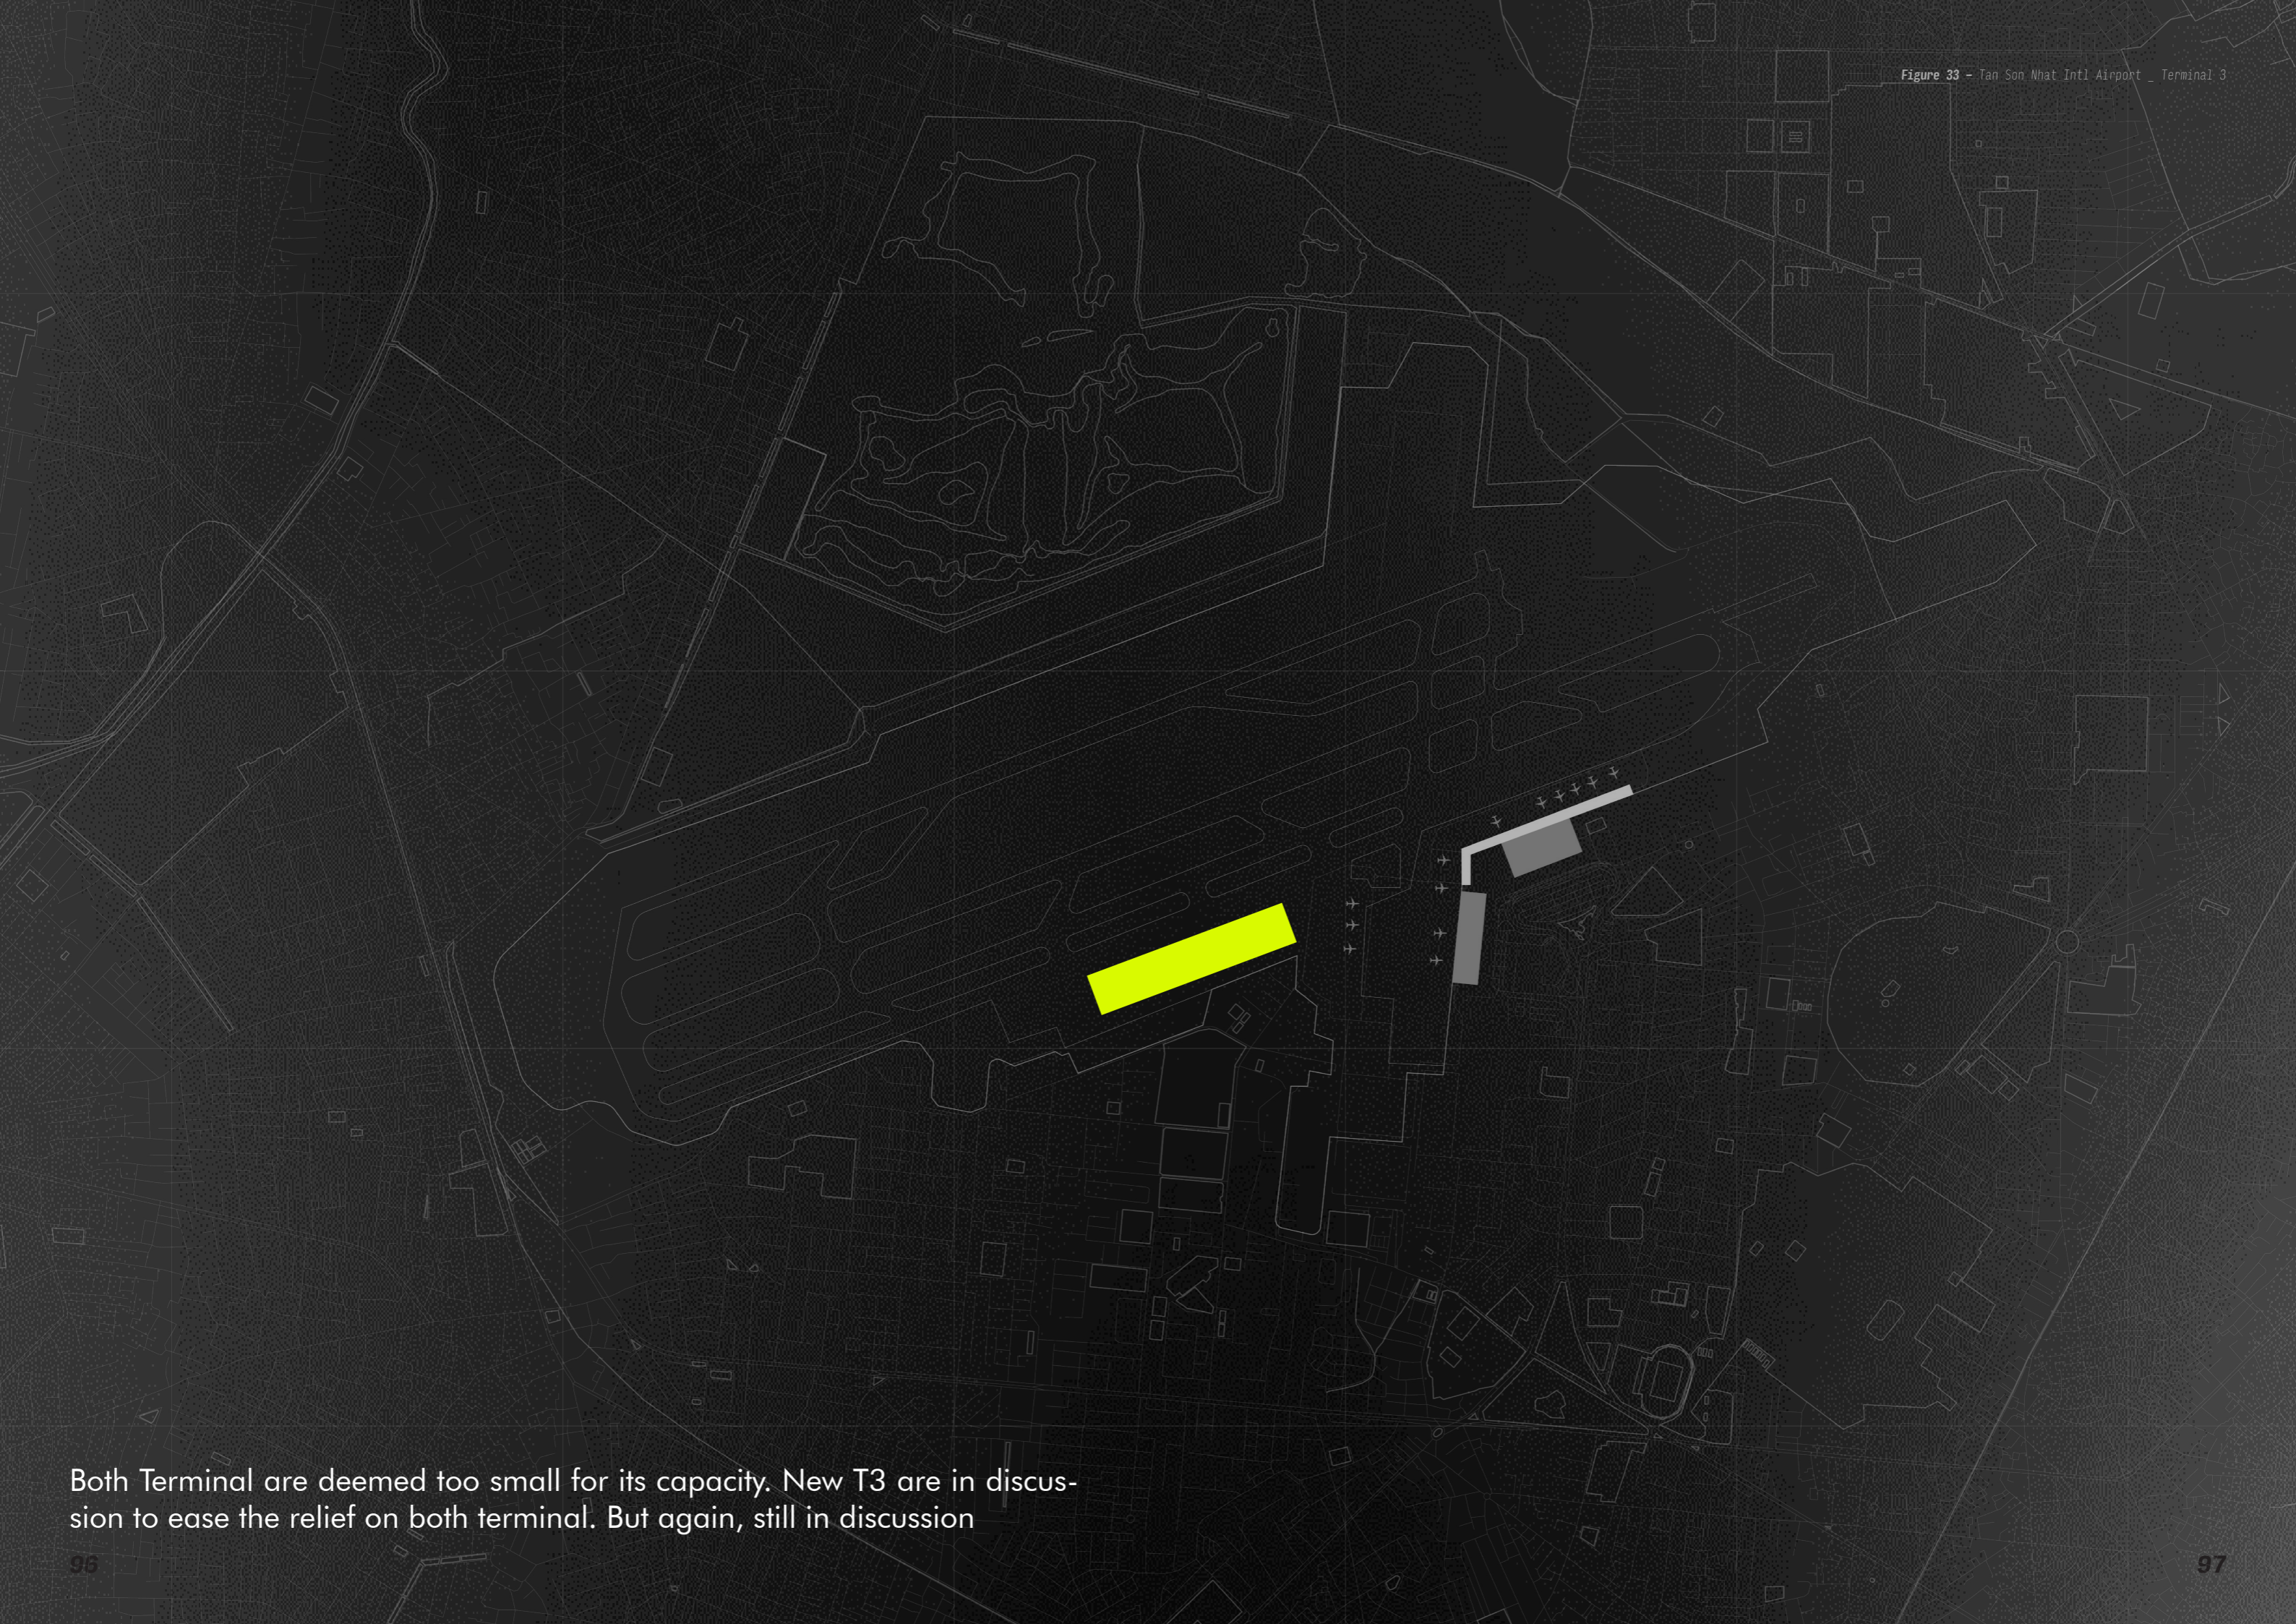 Figure 33 – Tan Son Nhat Intl Airport _ Terminal 3
Both Terminal are deemed too small for its capacity. New T3 are in discus-
sion to ease the relief on both terminal. But again, still in discussion
96
97